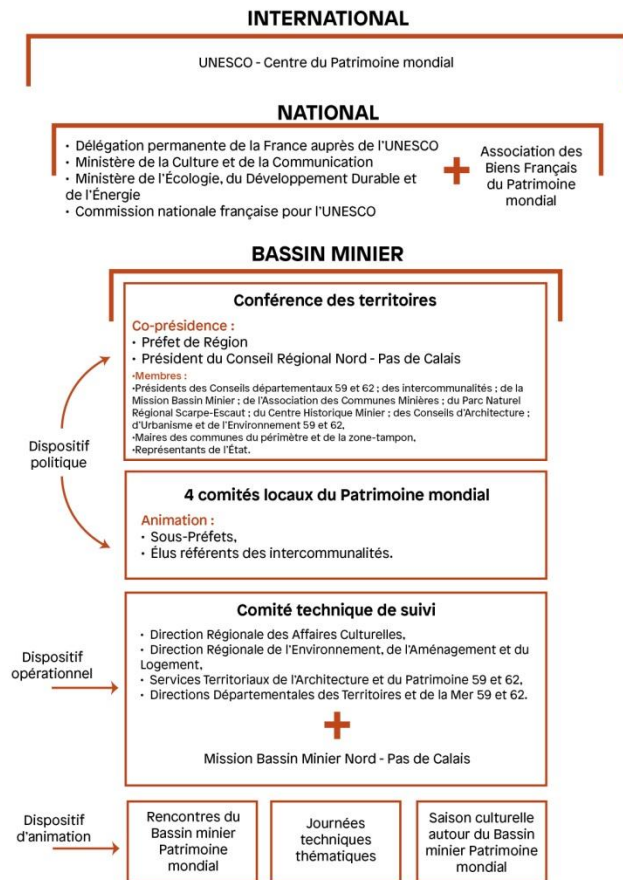 INTERNATIONAL
UNESCO - Centre du Patrimoine mondial
NATIONAL
• Délégation permanente de la France auprès de l'UNESCO
• Ministère de la Culture et de la Communication
• Ministère de l'Écologie, du Développement Durable et
de l'Énergie
• Commission nationale française pour l'UNESCO
+
Association des
Biens Français
du Patrimoine
mondial
BASSIN MINIER
Conférence des territoires
Co-présidence :
• Préfet de Région
• Président du Conseil Régional Nord - Pas de Calais
•Membres :
•Présidents des Conseils départementaux 59 et 62 ; des intercommunalités ; de la
Mission Bassin Minier ; de l'Association des Communes Minières ; du Parc Naturel
Régional Scarpe-Escaut ; du Centre Historique Minier ; des Conseils d'Architecture ;
d'Urbanisme et de l'Environnement 59 et 62,
•Maires des communes du périmètre et de la zone-tampon,
•Représentants de l'État.
Dispositif
politique
4 comités locaux du Patrimoine mondial
Animation :
• Sous-Préfets,
• Élus référents des intercommunalités.
Comité technique de suivi
• Direction Régionale des Affaires Culturelles,
• Direction Régionale de l'Environnement, de l'Aménagement et du
Logement,
• Services Territoriaux de l'Architecture et du Patrimoine 59 et 62,
• Directions Départementales des Territoires et de la Mer 59 et 62.
+
Mission Bassin Minier Nord - Pas de Calais
Dispositif
opérationnel
Dispositif
d'animation
Rencontres du
Bassin minier
Patrimoine
mondial
Journées
techniques
thématiques
Saison culturelle
autour du Bassin
minier Patrimoine
mondial